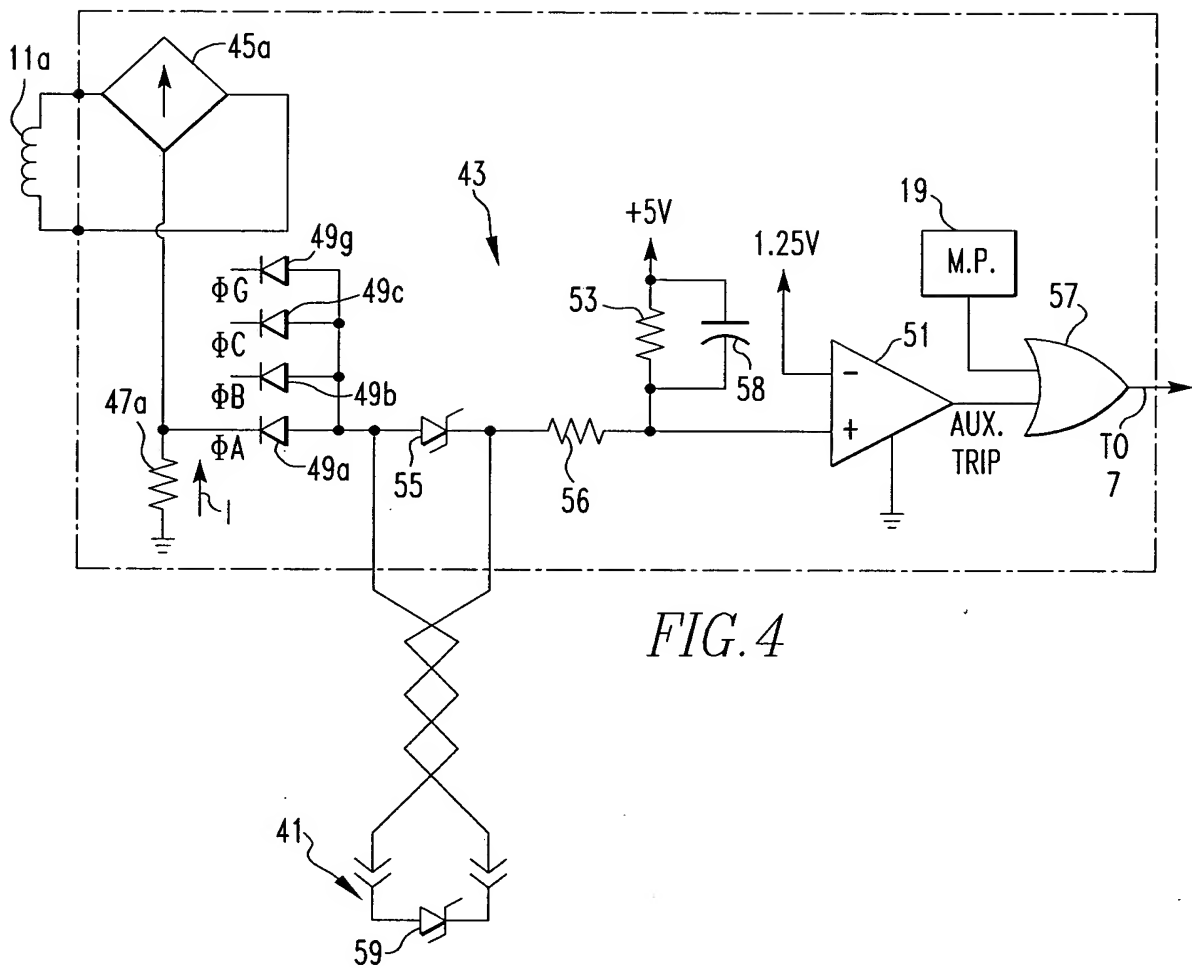 11a
45a
43
+5V
19
1.25V
M.P.
49g
ΦG
49c
53
57
51
ΦC
58
ΦB
49b
47a
ΦA
49a
55
56
AUX.
TRIP
TO
7
I
FIG.4
41
59